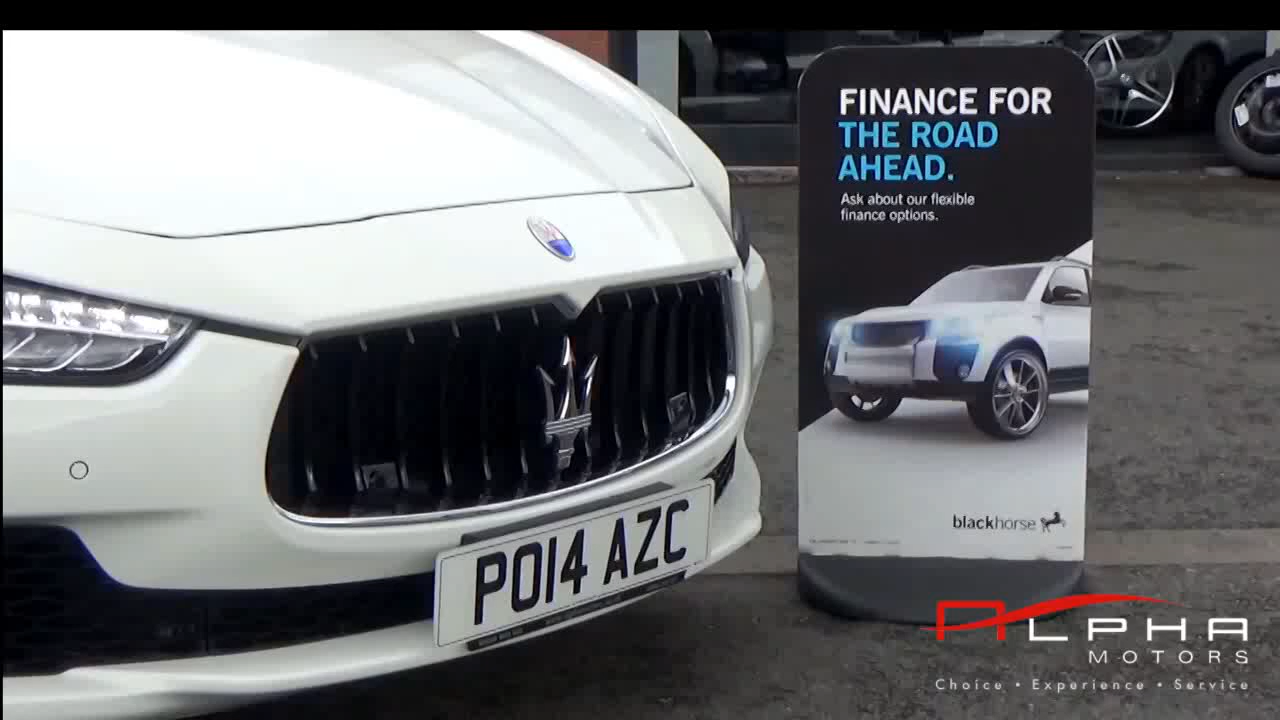 FINANCE FOR
THE ROAD
AHEAD.
Ask about our flexible
finance options.
blackhorse
PO14 AZC
ALPHA
MOTORS
Choice • Experience • Service